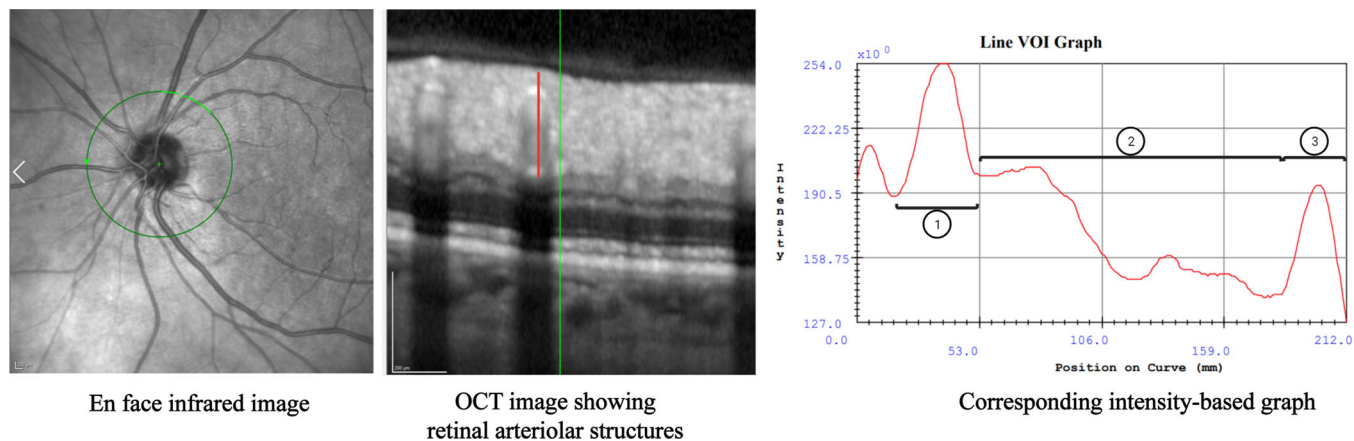 Line VOI Graph
x10⁰
254.0
222.25
190.5
158.75
127.0
Intensity
1
2
3
0.0
53.0
106.0
159.0
212.0
Position on Curve (mm)
200 µm
En face infrared image
OCT image showing
retinal arteriolar structures
Corresponding intensity-based graph